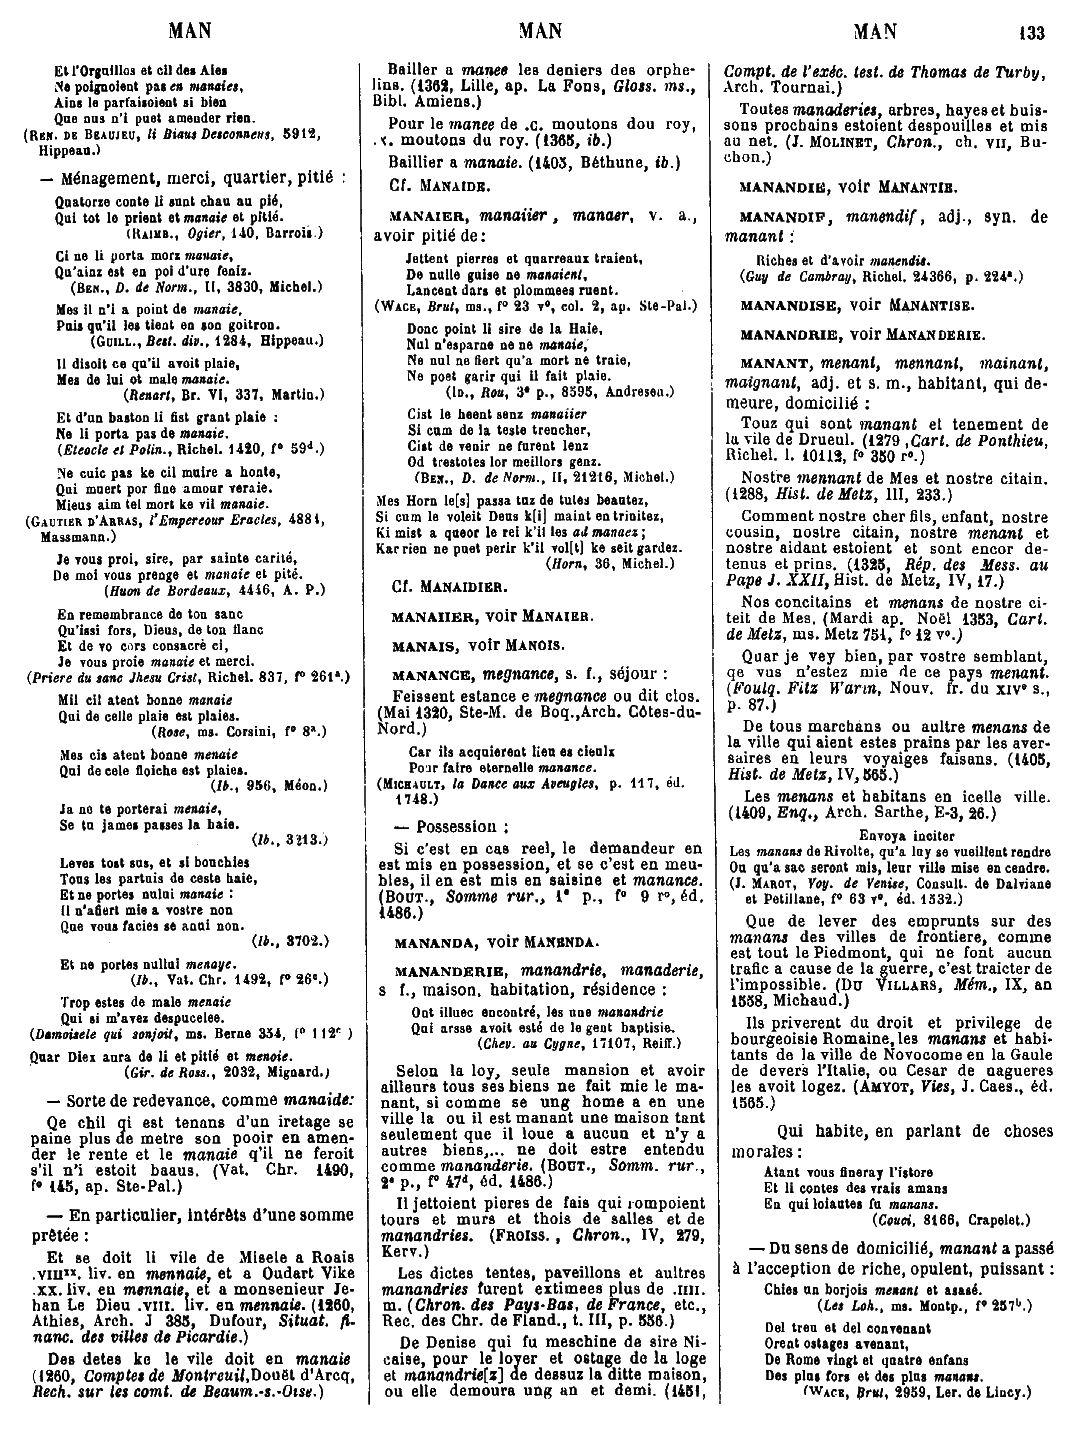 MAN
MAN
MAN 133
Et l'Orguillos et cil des Aies
Ne poignoient pas en manaies,
Ains le parfaisoient si bien
Que nus n'i puet amender rien.
(REN. DE BEAUJEU, li Biaus Desconneus, 5912,
Hippeau.)
— Ménagement, merci, quartier, pitié :
Quatorze conte li sunt chau au pié,
Qui tot le prient et manaie et pitié.
(RAIMB., Ogier, 140, Barrois.)
Ci ne li porta morz manaie,
Qu'ainz est en poi d'ure feniz.
(BEN., D. de Norm., II, 3830, Michel.)
Mes il n'i a point de manaie,
Puis qu'il les tient en son goitron.
(GUILL., Best. div., 1284, Hippeau.)
Il disoit ce qu'il avoit plaie,
Mes de lui ot male manaie.
(Renart, Br. VI, 337, Martin.)
Et d'un baston li fist grant plaie :
Ne li porta pas de manaie.
(Eteocle et Polin., Richel. 1420, f° 59d.)
Ne cuic pas ke cil muire a honte,
Qui muert por fine amour veraie.
Mieus aim tel mort ke vil manaie.
(GAUTIER D'ARRAS, l'Empereour Eracles, 4881,
Massmann.)
Je vous proi, sire, par sainte carité,
De moi vous prenge et manaie et pité.
(Huon de Bordeaux, 4446, A. P.)
En remembrance de ton sanc
Qu'issi fors, Dieus, de ton flanc
Et de vo cors consacré ci,
Je vous proie manaie et merci.
(Priere du sanc Jhesu Crist, Richel. 837, f° 261a.)
Mil cil atent bonne manaie
Qui de celle plaie est plaies.
(Rose, ms. Corsini, f° 8a.)
Mes cis atent bonne menaie
Qui de cele floiche est plaies.
(Ib., 956, Méon.)
Ja ne te porterai menaie,
Se tu james passes la haie.
(Ib., 3213.)
Leves tost sus, et si bouchies
Tous les partuis de ceste haie,
Et ne portes nului manaie :
Il n'afiert mie a vostre non
Que vous facies se anui non.
(Ib., 3702.)
Et ne portes nullui menaye.
(Ib., Vat. Chr. 1492, f° 26c.)
Trop estes de male menaie
Qui si m'avez despucelee.
(Damoisele qui sonjoit, ms. Berne 354, f° 112c )
Quar Diex aura de li et pitié et menoie.
(Gir. de Ross., 2032, Mignard.)
— Sorte de redevance, comme manaide:
Qe chil qi est tenans d'un iretage se
paine plus de metre son pooir en amen-
der le rente et le manaie q'il ne feroit
s'il n'i estoit baaus. (Vat. Chr. 1490,
f° 145, ap. Ste-Pal.)
— En particulier, intérêts d'une somme
prêtée :
Et se doit li vile de Misele a Roais
.VIIIxx. liv. en mennaie, et a Oudart Vike
.XX. liv. en mennaie, et a monsenieur Je-
han Le Dieu .VIII. liv. en mennaie. (1260,
Athies, Arch. J 385, Dufour, Situat. fi-
nanc. des villes de Picardie.)
Des detes ke le vile doit en manaie
(1260, Comptes de Montreuil, Douët d'Arcq,
Rech. sur les comt. de Beaum.-s.-Oise.)
Bailler a manee les deniers des orphe-
lins. (1362, Lille, ap. La Fons, Gloss. ms.,
Bibl. Amiens.)
Pour le manee de .C. moutons dou roy,
.X. moutons du roy. (1365, ib.)
Baillier a manaie. (1403, Béthune, ib.)
Cf. MANAIDE.
MANAIER, manaiier, manaer, v. a.,
avoir pitié de :
Jettent pierres et quarreaux traient,
De nulle guise ne manaient,
Lancent dars et plommees ruent.
(WACE, Brut, ms., f° 23 v°, col. 2, ap. Ste-Pal.)
Donc point li sire de la Haie,
Nul n'esparne ne ne manaie,
Ne nul ne fiert qu'a mort ne traie,
Ne poet garir qui il fait plaie.
(ID., Rou, 3e p., 8595, Andresen.)
Cist le heent senz manaiier
Si cum de la teste trencher,
Cist de venir ne furent lenz
Od trestotes lor meillors genz.
(BEN., D. de Norm., II, 21216, Michel.)
Mes Horn le[s] passa tuz de tutes beautez,
Si cum le voleit Deus k[i] maint en trinitez,
Ki mist a queor le rei k'il les ad manaez ;
Kar rien ne puet perir k'il vol[t] ke seit gardez.
(Horn, 36, Michel.)
Cf. MANAIDIER.
MANAIIER, voir MANAIER.
MANAIS, voir MANOIS.
MANANCE, megnance, s. f., séjour :
Feissent estance e megnance ou dit clos.
(Mai 1320, Ste-M. de Boq., Arch. Côtes-du-
Nord.)
Car ils acquierent lieu es cieulx
Pour faire eternelle manance.
(MICHAULT, la Dance aux Aveugles, p. 117, éd.
1748.)
— Possession :
Si c'est en cas reel, le demandeur en
est mis en possession, et se c'est en meu-
bles, il en est mis en saisine et manance.
(BOUT., Somme rur., 1e p., f° 9 r°, éd.
1486.)
MANANDA, voir MANENDA.
MANANDERIE, manandrie, manaderie,
s f., maison, habitation, résidence :
Ont illuec encontré, les une manandrie
Qui arsse avoit esté de le gent baptisie.
(Chev. au Cygne, 17107, Reiff.)
Selon la loy, seule mansion et avoir
ailleurs tous ses biens ne fait mie le ma-
nant, si comme se ung home a en une
ville la ou il est manant une maison tant
seulement que il loue a aucun et n'y a
autres biens,... ne doit estre entendu
comme mananderie. (BOUT., Somm. rur.,
2e p., f° 47d, éd. 1486.)
Il jettoient pieres de fais qui rompoient
tours et murs et thois de salles et de
manandries. (FROISS., Chron., IV, 279,
Kerv.)
Les dictes tentes, paveillons et aultres
manandries furent extimees plus de .IIII.
m. (Chron. des Pays-Bas, de France, etc.,
Rec. des Chr. de Fland., t. III, p. 556.)
De Denise qui fu meschine de sire Ni-
caise, pour le loyer et ostage de la loge
et manandrie[z] de dessuz la ditte maison,
ou elle demoura ung an et demi. (1451,
Compt. de l'exéc. test. de Thomas de Turby,
Arch. Tournai.)
Toutes manaderies, arbres, hayes et buis-
sons prochains estoient despouilles et mis
au net. (J. MOLINET, Chron., ch. VII, Bu-
chon.)
MANANDIE, voir MANANTIE.
MANANDIF, manendif, adj., syn. de
manant :
Riches et d'avoir manendis.
(Guy de Cambray, Richel. 24366, p. 224a.)
MANANDISE, voir MANANTISE.
MANANDRIE, voir MANANDERIE.
MANANT, menant, mennant, mainant,
maignant, adj. et s. m., habitant, qui de-
meure, domicilié :
Touz qui sont manant et tenement de
la vile de Drueul. (1279, Cart. de Ponthieu,
Richel. l. 10112, f° 350 r°.)
Nostre mennant de Mes et nostre citain.
(1288, Hist. de Metz, III, 233.)
Comment nostre cher fils, enfant, nostre
cousin, nostre citain, nostre menant et
nostre aidant estoient et sont encor de-
tenus et prins. (1325, Rép. des Mess. au
Pape J. XXII, Hist. de Metz, IV, 17.)
Nos concitains et menans de nostre ci-
teit de Mes. (Mardi ap. Noël 1353, Cart.
de Metz, ms. Metz 751, f° 12 v°.)
Quar je vey bien, par vostre semblant,
qe vus n'estez mie de ce pays menant.
(Foulq. Fitz Warin, Nouv. fr. du XIVe s.,
p. 87.)
De tous marchans ou aultre menans de
la ville qui aient estes prains par les aver-
saires en leurs voyaiges faisans. (1405,
Hist. de Metz, IV, 565.)
Les menans et habitans en icelle ville.
(1409, Enq., Arch. Sarthe, E-3, 26.)
Envoya inciter
Les manans de Rivolte, qu'a luy se vueillent rendre
Ou qu'a sac seront mis, leur ville mise en cendre.
(J. MAROT, Voy. de Venise, Consult. de Dalviane
et Petillane, f° 63 v°, éd. 1532.)
Que de lever des emprunts sur des
manans des villes de frontiere, comme
est tout le Piedmont, qui ne font aucun
trafic a cause de la guerre, c'est traicter de
l'impossible. (DU VILLARS, Mém., IX, an
1558, Michaud.)
Ils priverent du droit et privilege de
bourgeoisie Romaine, les manans et habi-
tants de la ville de Novocome en la Gaule
de devers l'Italie, ou Cesar de nagueres
les avoit logez. (AMYOT, Vies, J. Caes., éd.
1565.)
Qui habite, en parlant de choses
morales :
Atant vous fineray l'istore
Et li contes des vrais amans
En qui loiautes fu manans.
(Couci, 8166, Crapelet.)
— Du sens de domicilié, manant a passé
à l'acception de riche, opulent, puissant :
Chies un borjois menant et asasé.
(Les Loh., ms. Montp., f° 257b.)
Del treu et del convenant
Orent ostages avenant,
De Rome vingt et quatre enfans
Des plus fors et des plus manans.
(WACE, Brut, 2959, Ler. de Lincy.)